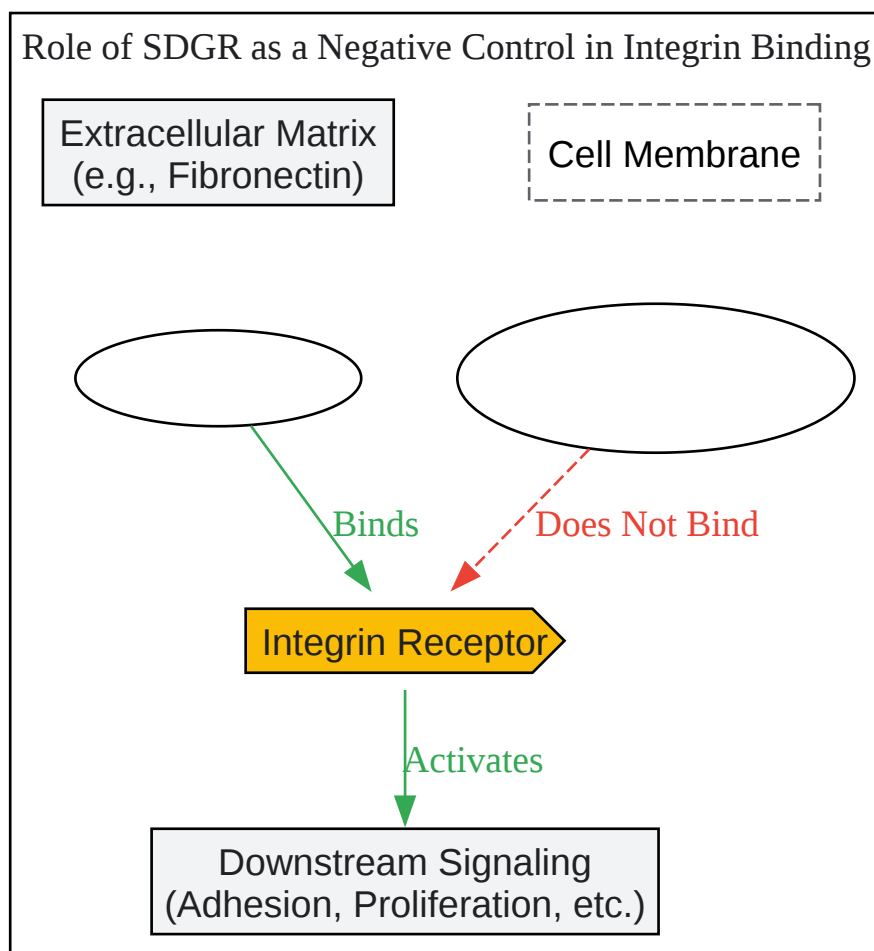 Role of SDGR as a Negative Control in Integrin Binding
Extracellular Matrix
(e.g., Fibronectin)
Cell Membrane
Binds
Does Not Bind
Integrin Receptor
Activates
Downstream Signaling
(Adhesion, Proliferation, etc.)